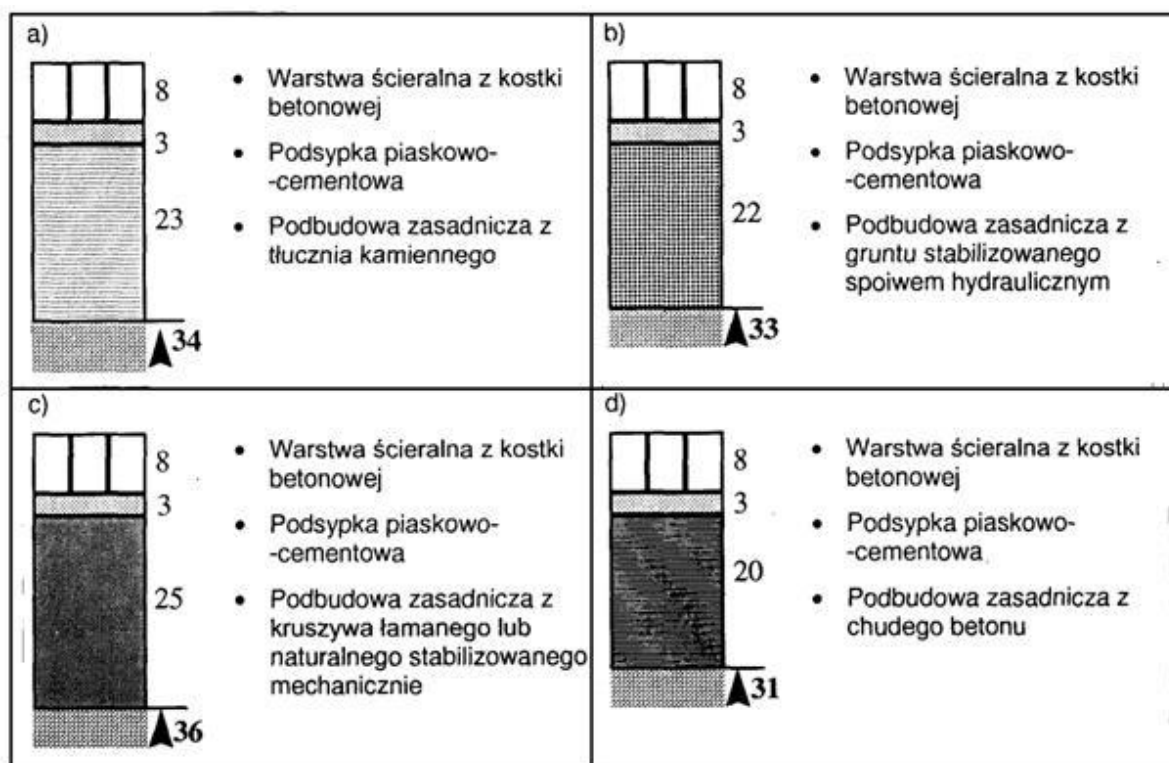 a)
8
3
23
34
• Warstwa ścieralna z kostki
betonowej
• Podsypka piaskowo-
-cementowa
• Podbudowa zasadnicza z
tłucznia kamiennego
b)
8
3
22
33
• Warstwa ścieralna z kostki
betonowej
• Podsypka piaskowo-
-cementowa
• Podbudowa zasadnicza z
gruntu stabilizowanego
spoiwem hydraulicznym
c)
8
3
25
36
• Warstwa ścieralna z kostki
betonowej
• Podsypka piaskowo-
-cementowa
• Podbudowa zasadnicza z
kruszywa łamanego lub
naturalnego stabilizowanego
mechanicznie
d)
8
3
20
31
• Warstwa ścieralna z kostki
betonowej
• Podsypka piaskowo-
-cementowa
• Podbudowa zasadnicza z
chudego betonu